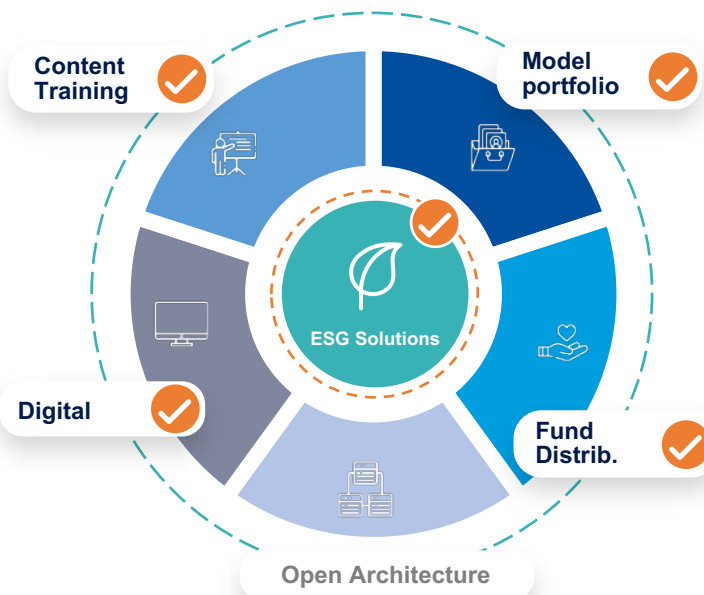 Content
Training
Model
portfolio
ESG Solutions
Digital
Fund
Distrib.
Open Architecture